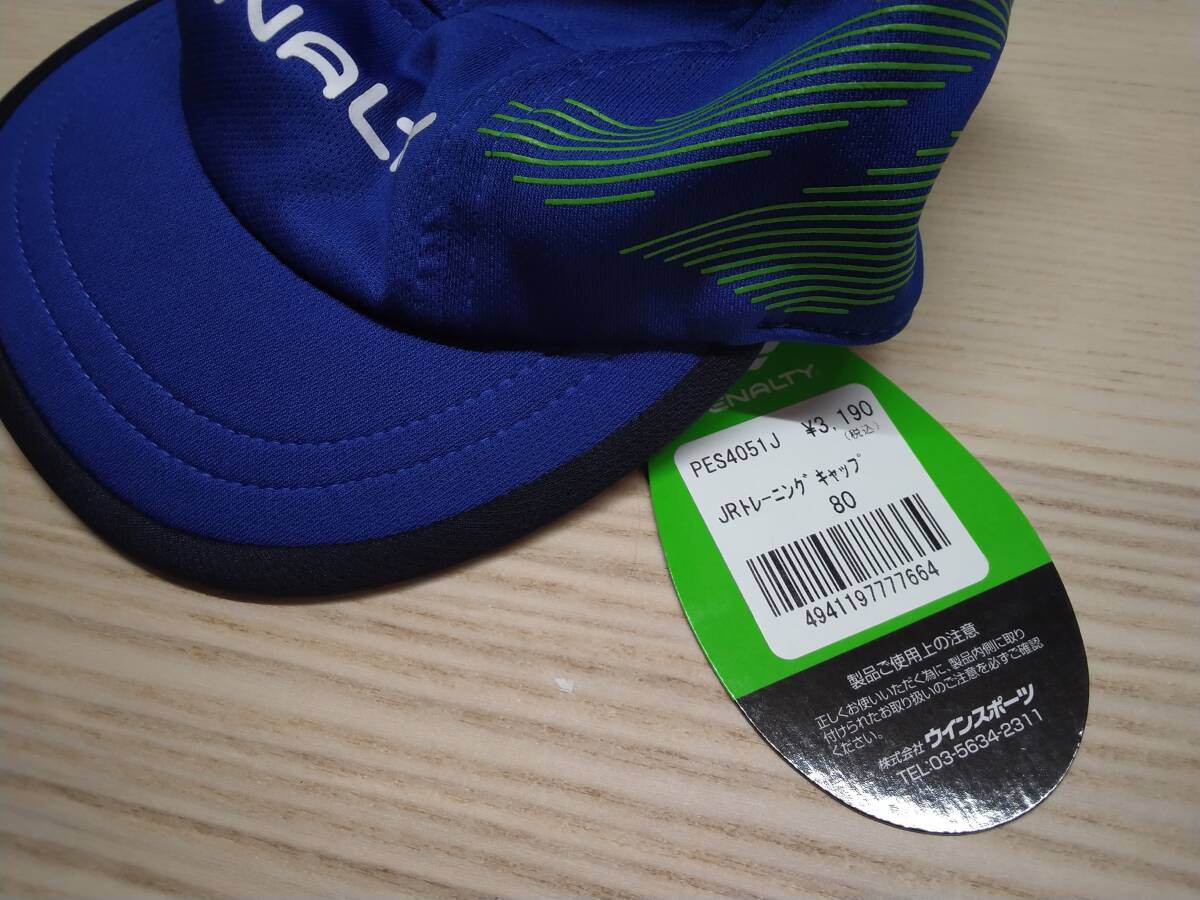 NALT
ENALTY
PES4051J ¥3,190
(税込)
JRトレーニングキャップ
80
4941197777664
製品ご使用上の注意
正しくお使いいただく為に、製品内側に取り
付けられたお取り扱いのご注意を必ずご確認
ください。
株式会社 ウインスポーツ
TEL:03-5634-2311